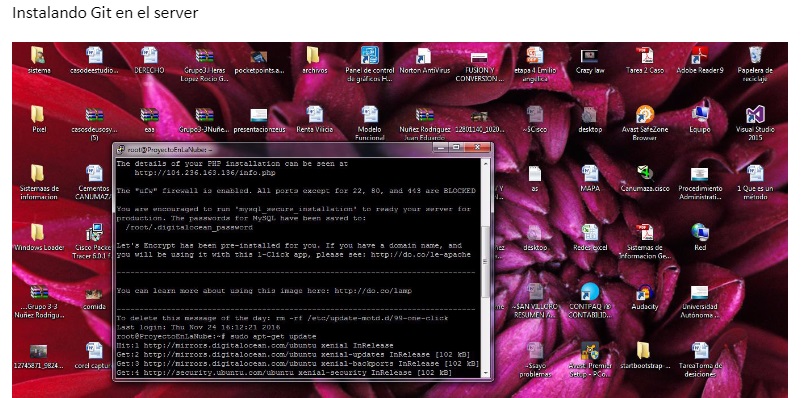 Instalando Git en el server
sistema
casodeestudio...
DERECHO
Grupo3 Heras
Lopez Rocio G...
pocketpoints.a...
archivos
Panel de control
de gráficos H...
Norton AntiVirus
FUSION Y
CONVERSION ...
etapa 4 Emilio
angelica
Crazy law
Tarea 2 Caso
Adobe Reader 9
Papelera de
reciclaje
Pixel
casosdeusosy...
(5)
eaa
Grupo3-3Nuñe...
presentacionzeus
Renta Vilicia
Modelo
Funcional
Nuñez Rodriguez
Juan Eduardo
12801140_1020...
~$Cisco
desktop
Avast SafeZone
Browser
Equipo
Visual Studio
2015
root@ProyectoEnLaNube: ~
The details of your PHP installation can be seen at
http://104.236.163.136/info.php
The "ufw" firewall is enabled. All ports except for 22, 80, and 443 are BLOCKED
You are encouraged to run "mysql_secure_installation" to ready your server for
production. The passwords for MySQL have been saved to:
/root/.digitalocean_password
Let's Encrypt has been pre-installed for you. If you have a domain name, and
you will be using it with this 1-Click app, please see: http://do.co/le-apache
You can learn more about using this image here: http://do.co/lamp
To delete this message of the day: rm -rf /etc/update-motd.d/99-one-click
Last login: Thu Nov 24 16:12:21 2016
root@ProyectoEnLaNube:~# sudo apt-get update
Hit:1 http://mirrors.digitalocean.com/ubuntu xenial InRelease
Get:2 http://mirrors.digitalocean.com/ubuntu xenial-updates InRelease [102 kB]
Get:3 http://mirrors.digitalocean.com/ubuntu xenial-backports InRelease [102 kB]
Get:4 http://security.ubuntu.com/ubuntu xenial-security InRelease [102 kB]
Sistemaas de
informacion
Cementos
CANUMAZA...
as
MAPA
Canumaza.cisco
Procedimiento
Administrati...
1 Que es un
método
Windows Loader
Cisco Packet
Tracer 6.0.1 f...
desktop
Redes.excel
Sistemas de
Informacion Ge...
Red
...Grupo 3-3
Nuñez Rodrigu...
comida
~SAN VILLGRO
RESUMEN A...
CONTPAQ i®
CONTABILID...
Audacity
Universidad
Autónoma ...
12745871_9824...
corel captur
~Ssayo
problemas
Avast Premier
Setup - PCo...
startbootstrap-...
TareaToma de
desiciones